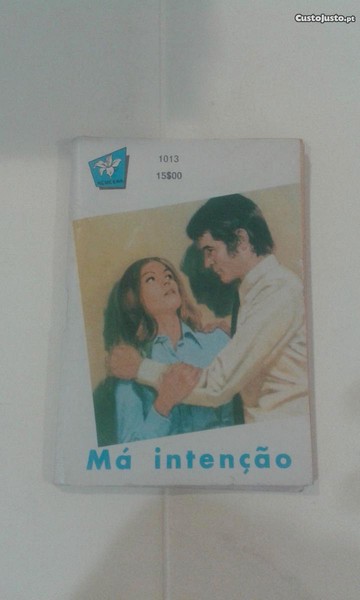 CustoJusto.pt
1013
15$00
Má intenção